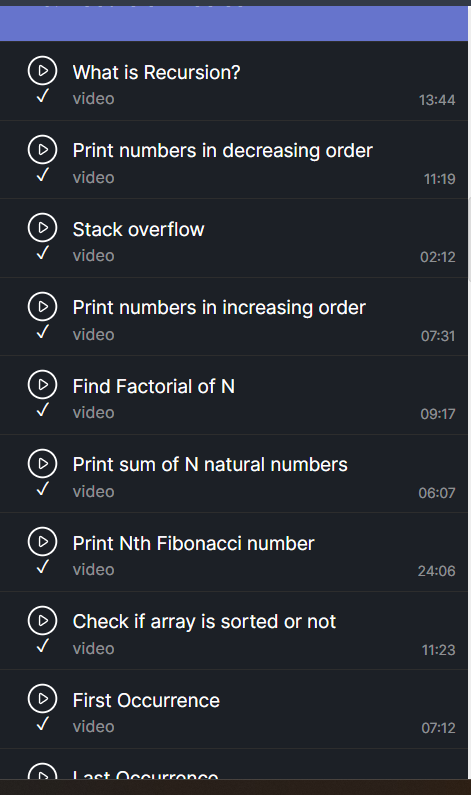 What is Recursion?
video
13:44
Print numbers in decreasing order
video
11:19
Stack overflow
video
02:12
Print numbers in increasing order
video
07:31
Find Factorial of N
video
09:17
Print sum of N natural numbers
video
06:07
Print Nth Fibonacci number
video
24:06
Check if array is sorted or not
video
11:23
First Occurrence
video
07:12
Last Occurrence